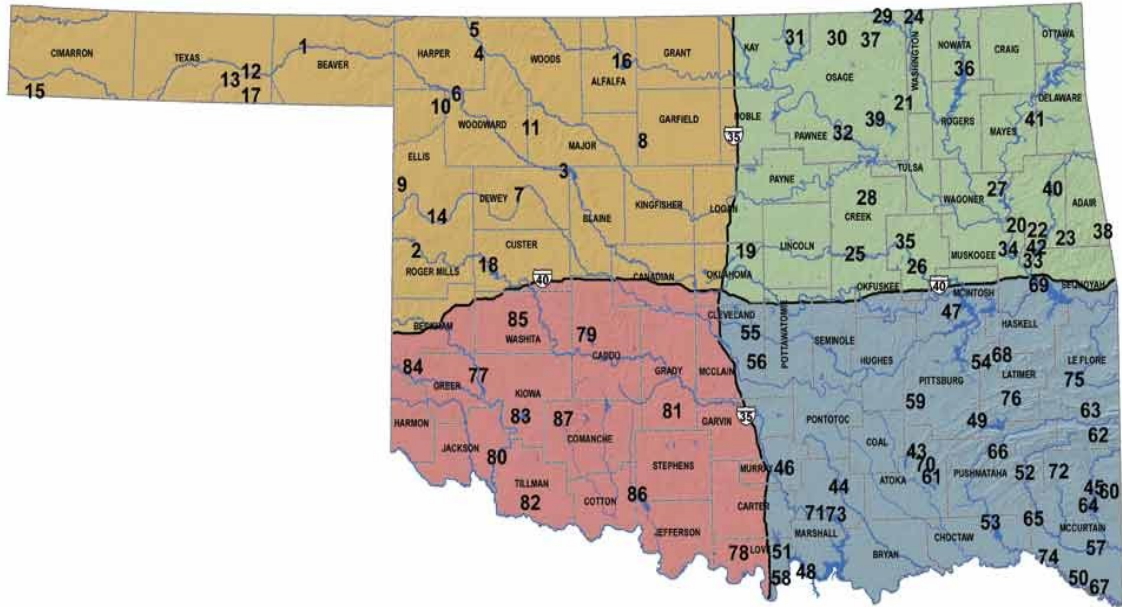 29 24
5 31 30 37 OTTAWA
CIMARRON TEXAS 1 BEAVER HARPER 4 WOODS 16 GRANT KAY WASHINGTON NOWATA CRAIG
13 12 ALFALFA OSAGE 36
15 17 10 6 21 DELAWARE
WOODWARD 11 GARFIELD NOBLE 39 ROGERS MAYES 41
8 35 PAWNEE 32
ELLIS MAJOR TULSA
3 PAYNE
9 DEWEY 7 28 WAGONER 27 40 ADAIR
14 BLAINE KINGFISHER LOGAN CREEK
20 22 38
2 CUSTER 19 LINCOLN 25 35 MUSKOGEE 34 42 23
ROGER MILLS 18 40 CANADIAN OKLAHOMA 26 33
OKFUSKEE 40 MCINTOSH 69 SEQUOYAH
BECKHAM 85 79 CLEVELAND 55 POTTAWATOMIE SEMINOLE 47 HASKELL
WASHITA CADDO HUGHES 54 68 LE FLORE
84 77 56 LATIMER 75
GREER KIOWA GRADY MCCLAIN PITTSBURG 76
83 87 81 59 63
HARMON GARVIN 35 PONTOTOC 49
JACKSON COMANCHE COAL 62
80 STEPHENS MURRAY 46 43 66
TILLMAN 70 PUSHMATAHA 52 72
82 COTTON 86 44 ATOKA 61 45 60
CARTER 71 73 64
JEFFERSON MARSHALL CHOCTAW 53 65 MCCURTAIN
78 LOVE 51 BRYAN 57
58 48 74
50 67